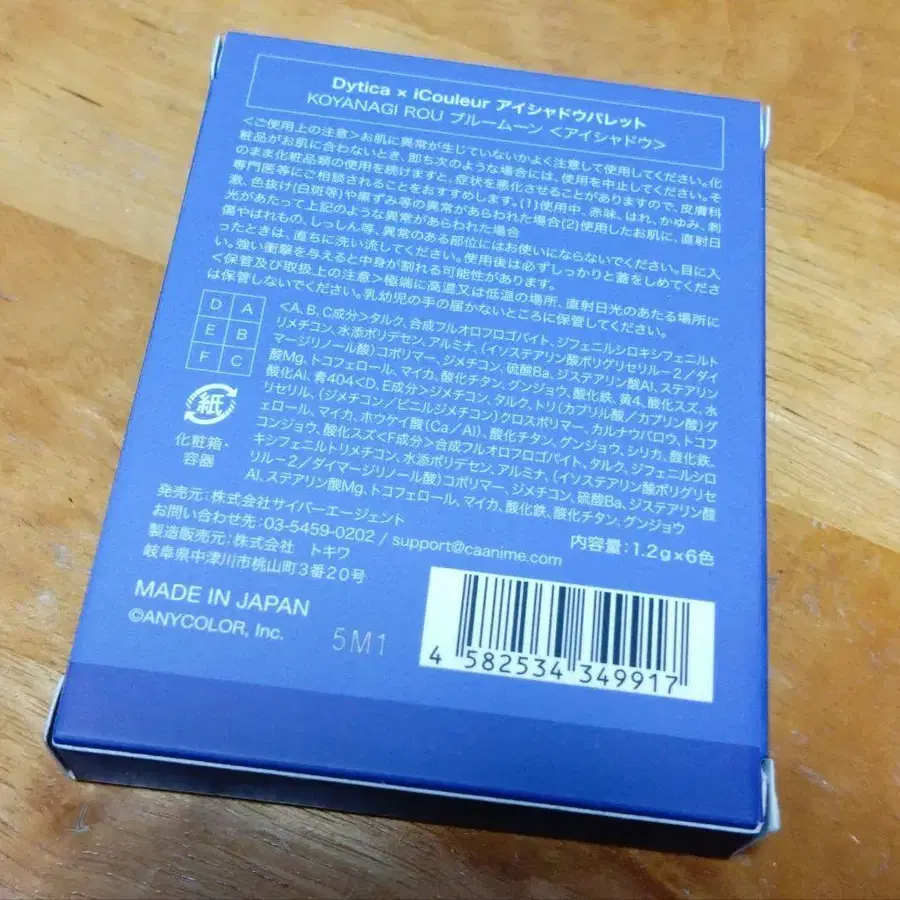 Dytica × iCouleur アイシャドウパレット
KOYANAGI ROU ブルームーン <アイシャドウ>
<ご使用上の注意>お肌に異常が生じていないかよく注意して使用してください。化
粧品がお肌に合わないとき、即ち次のような場合には、使用を中止してください。そ
のまま化粧品類の使用を続けますと、症状を悪化させることがありますので、皮膚科
専門医等にご相談されることをおすすめします。(1)使用中、赤味、はれ、かゆみ、刺
激、色抜け(白斑等)や黒ずみ等の異常があらわれた場合(2)使用したお肌に、直射日
光があたって上記のような異常があらわれた場合
傷やはれもの、しっしん等、異常のある部位にはお使いにならないでください。目に入
ったときは、直ちに洗い流してください。使用後は必ずしっかりと蓋をしめてくださ
い。強い衝撃を与えると中身が割れる可能性があります。
<保管及び取扱上の注意>極端に高温又は低温の場所、直射日光のあたる場所に
は保管しないでください。乳幼児の手の届かないところに保管してください。
D A
E B
F C
<A、B、C成分>タルク、合成フルオロフロゴパイト、ジフェニルシロキシフェニルト
リメチコン、水添ポリデセン、アルミナ、(イソステアリン酸ポリグリセリル-2/ダイ
マージリノール酸)コポリマー、ジメチコン、硫酸Ba、ジステアリン酸Al、ステアリン
酸Mg、トコフェロール、マイカ、酸化チタン、グンジョウ、酸化鉄、黄4、酸化スズ、水
酸化Al、青404<D、E成分>ジメチコン、タルク、トリ(カプリル酸/カプリン酸)グ
リセリル、(ジメチコン/ビニルジメチコン)クロスポリマー、カルナウバロウ、トコフ
ェロール、マイカ、ホウケイ酸(Ca/Al)、酸化チタン、グンジョウ、シリカ、酸化鉄、
コンジョウ、酸化スズ<F成分>合成フルオロフロゴパイト、タルク、ジフェニルシロ
キシフェニルトリメチコン、水添ポリデセン、アルミナ、(イソステアリン酸ポリグリセ
リル-2/ダイマージリノール酸)コポリマー、ジメチコン、硫酸Ba、ジステアリン酸
Al、ステアリン酸Mg、トコフェロール、マイカ、酸化鉄、酸化チタン、グンジョウ
紙
化粧箱・
容器
発売元:株式会社サイバーエージェント
お問い合わせ先:03-5459-0202 / support@caanime.com
内容量:1.2g×6色
製造販売元:株式会社 トキワ
岐阜県中津川市桃山町3番20号
MADE IN JAPAN
©ANYCOLOR, Inc.
5M1
4 582534 349917